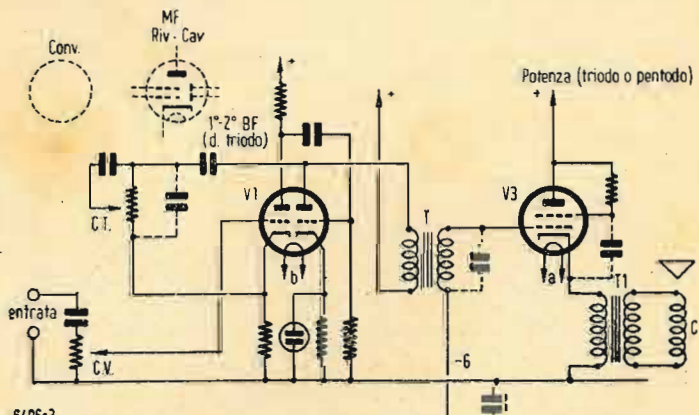 MF
Riv - Cav
Conv.
Potenza (triodo o pentodo)
+
+
+
1°-2° BF
(d. triodo)
V1
V3
C.T.
T
b
a
T1
entrata
C.V.
-6
C